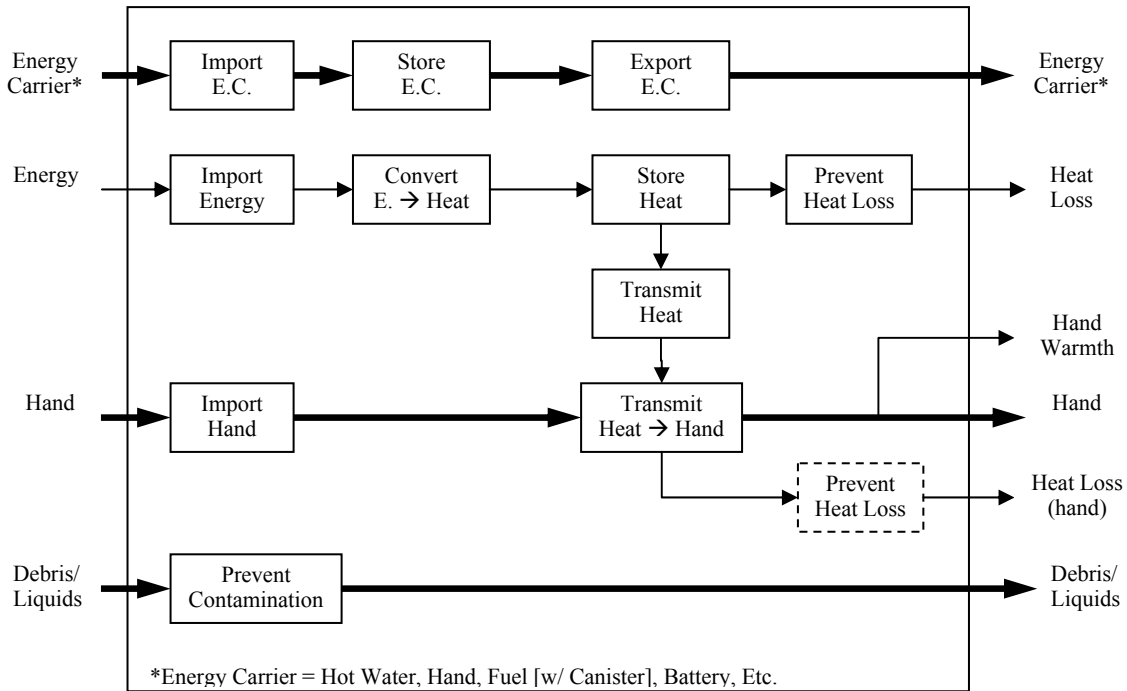 Energy
Carrier*
Import
E.C.
Store
E.C.
Export
E.C.
Energy
Carrier*
Energy
Import
Energy
Convert
E. → Heat
Store
Heat
Prevent
Heat Loss
Heat
Loss
Transmit
Heat
Hand
Warmth
Hand
Import
Hand
Transmit
Heat → Hand
Hand
Prevent
Heat Loss
Heat Loss
(hand)
Debris/
Liquids
Prevent
Contamination
Debris/
Liquids
*Energy Carrier = Hot Water, Hand, Fuel [w/ Canister], Battery, Etc.